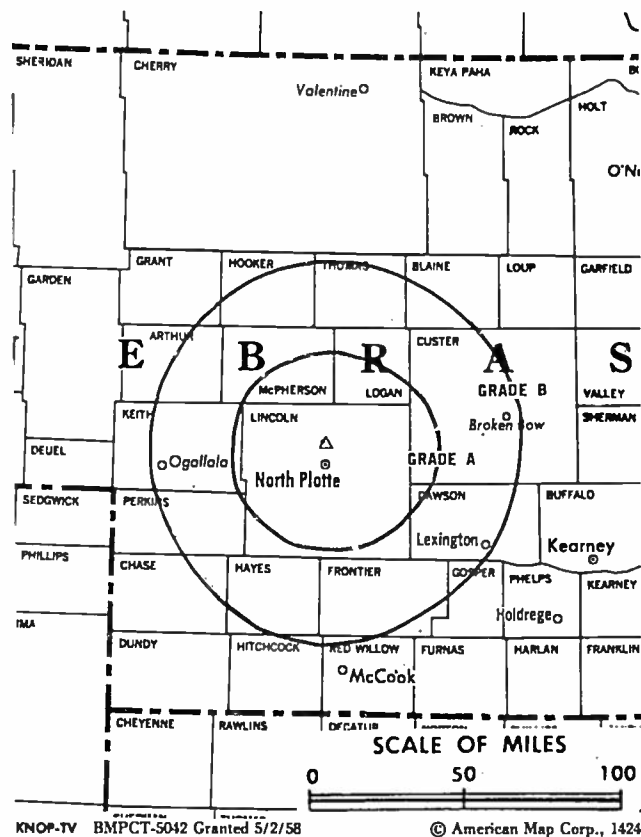 SHERIDAN
CHERRY
KEYA PAHA
Valentine
BROWN
ROCK
HOLT
GRANT
HOOKER
THOMAS
BLAINE
LOUP
GARFIELD
GARDEN
ARTHUR
CUSTER
E B R A S
McPHERSON
LOGAN
GRADE B
VALLEY
KEITH
LINCOLN
Broken Bow
SHERMAN
DEUEL
Ogallala
GRADE A
North Plotte
SEDGWICK
PERKINS
DAWSON
BUFFALO
PHILLIPS
CHASE
HAYES
FRONTIER
Lexington
Kearney
GOSPER
PHELPS
KEARNEY
IMA
Holdrege
DUNDY
HITCHCOCK
RED WILLOW
FURNAS
HARLAN
FRANKLIN
McCook
CHEYENNE
RAWLINS
DECATUR
SCALE OF MILES
0 50 100
KNOP-TV BMPCT-5042 Granted 5/2/58
© American Map Corp., 1424